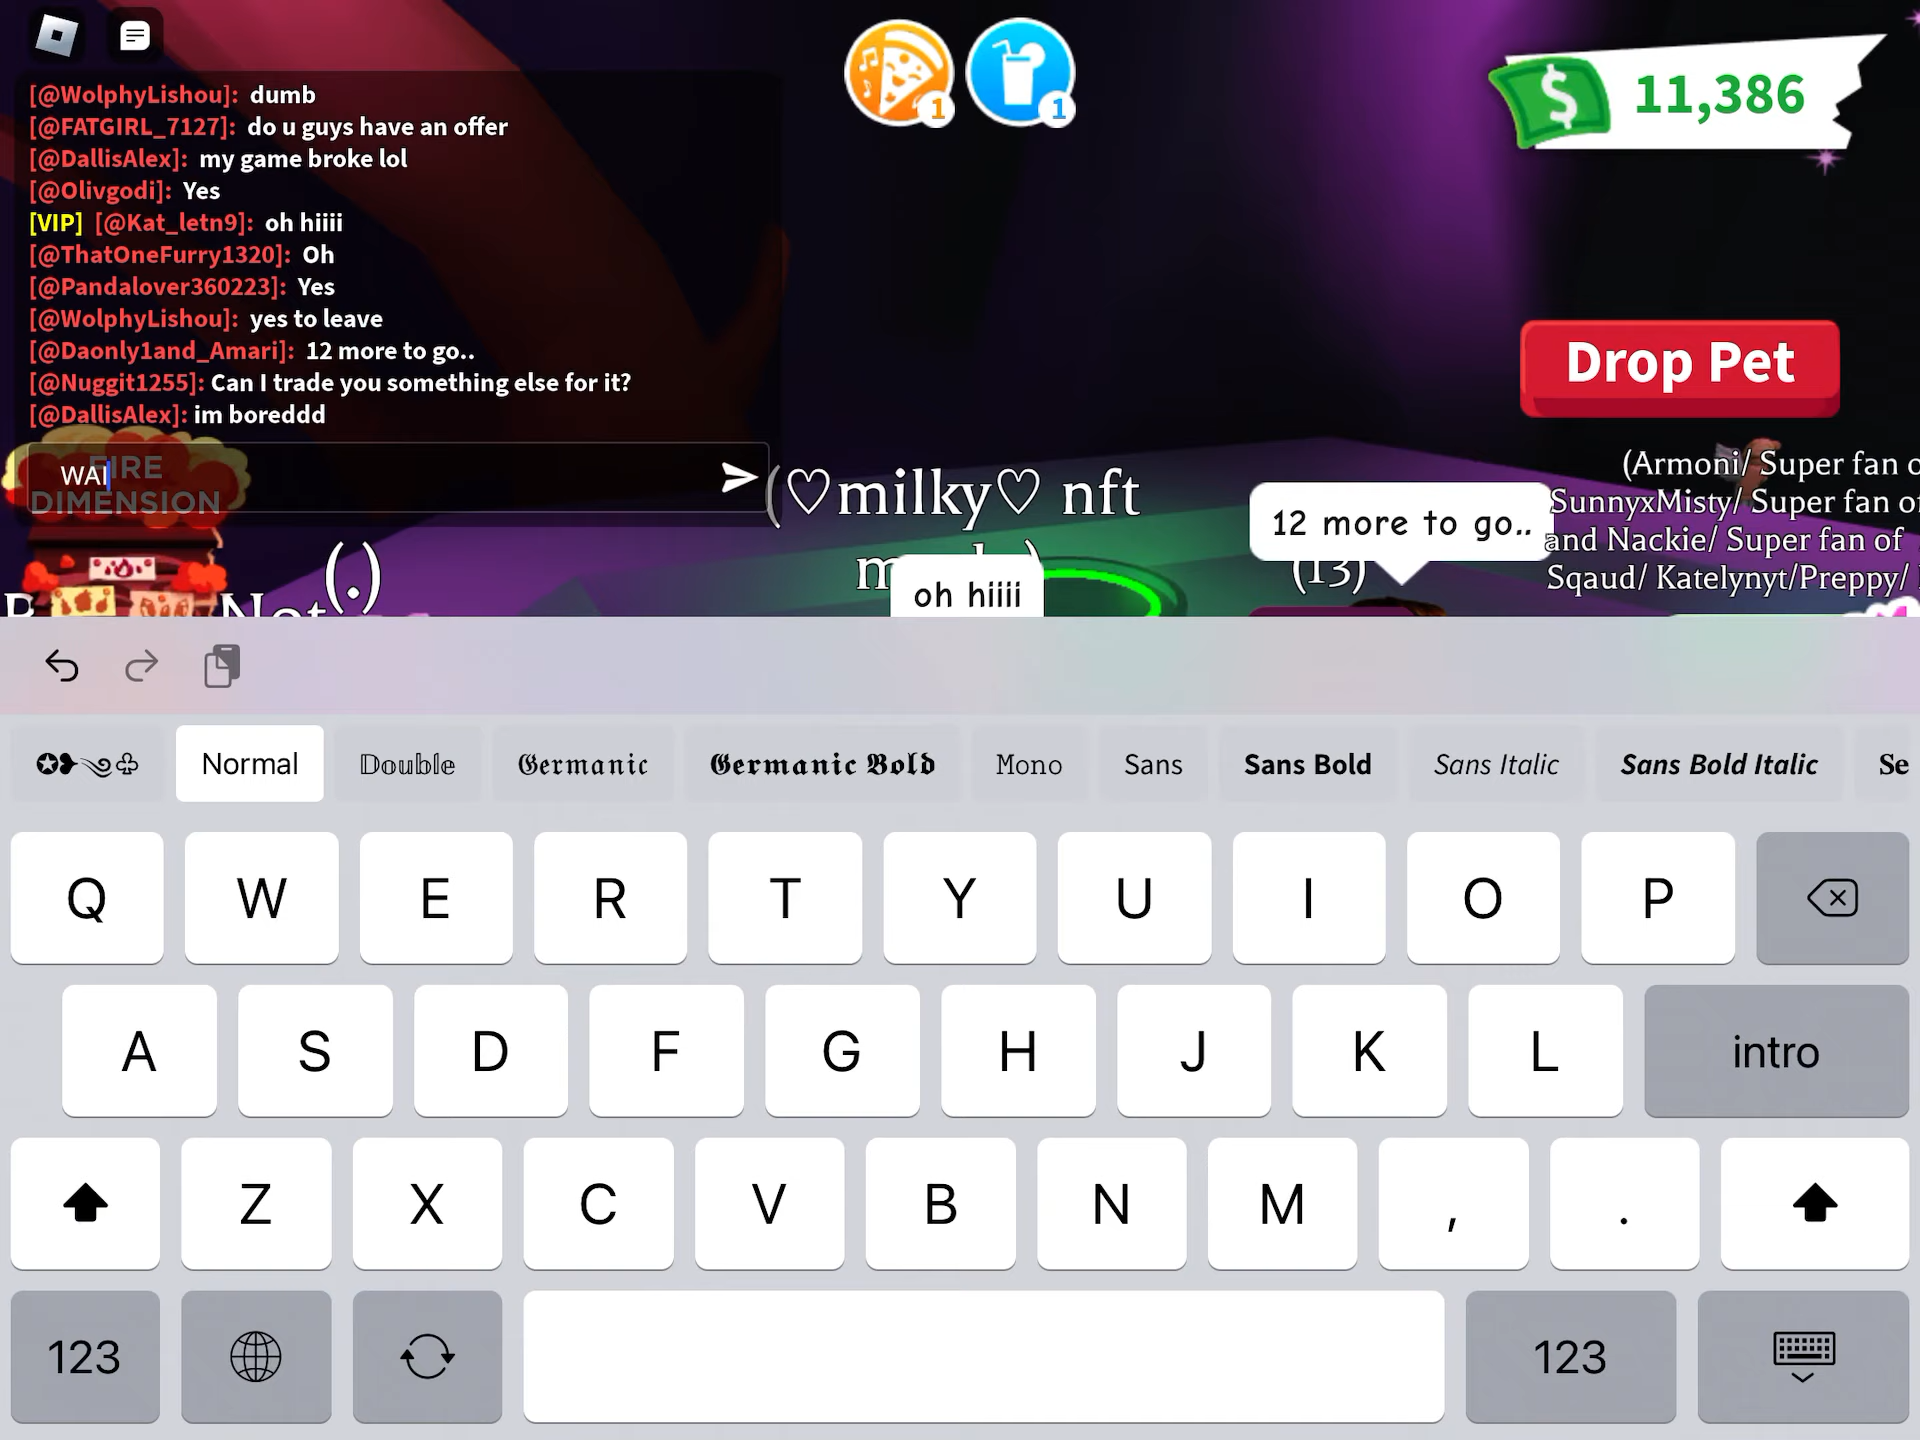 [@WolphyLishou]: dumb
[@FATGIRL_7127]: do u guys have an offer
[@DallisAlex]: my game broke lol
[@Olivgodi]: Yes
[VIP] [@Kat_letn9]: oh hiiii
[@ThatOneFurry1320]: Oh
[@Pandalover360223]: Yes
[@WolphyLishou]: yes to leave
[@Daonly1and_Amari]: 12 more to go..
[@Nuggit1255]: Can I trade you something else for it?
[@DallisAlex]: im boreddd
WAI
FIRE
DIMENSION
1
1
11,386
Drop Pet
(♡milky♡ nft
oh hiiii
12 more to go..
(13)
(.)
(Armoni/ Super fan o
SunnyxMisty/ Super fan of
and Nackie/ Super fan of
Sqaud/ Katelynyt/Preppy/
Normal
Double
Germanic
Germanic Bold
Mono
Sans
Sans Bold
Sans Italic
Sans Bold Italic
Se
Q W E R T Y U I O P
A S D F G H J K L intro
Z X C V B N M , .
123 123